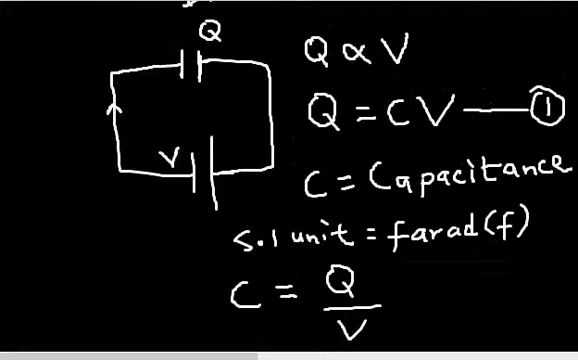 Q
Q ∝ V
Q = CV —— ①
V
C = Capacitance
S.I unit = farad(f)
C = Q/V